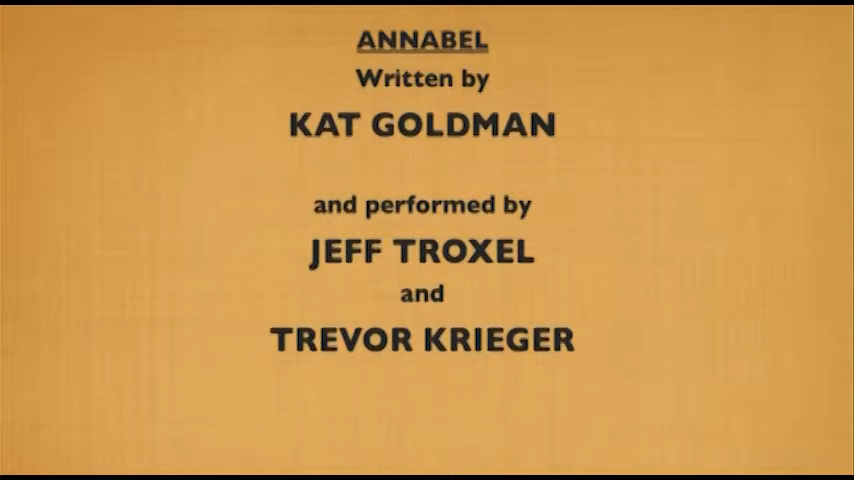 ANNABEL
Written by
KAT GOLDMAN
and performed by
JEFF TROXEL
and
TREVOR KRIEGER